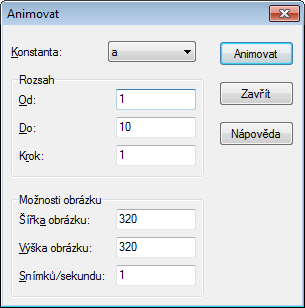 Animovat
Konstanta: a Animovat
Rozsah
Od: 1 Zavřít
Do: 10 Nápověda
Krok: 1
Možnosti obrázku
Šířka obrázku: 320
Výška obrázku: 320
Snímků/sekundu: 1